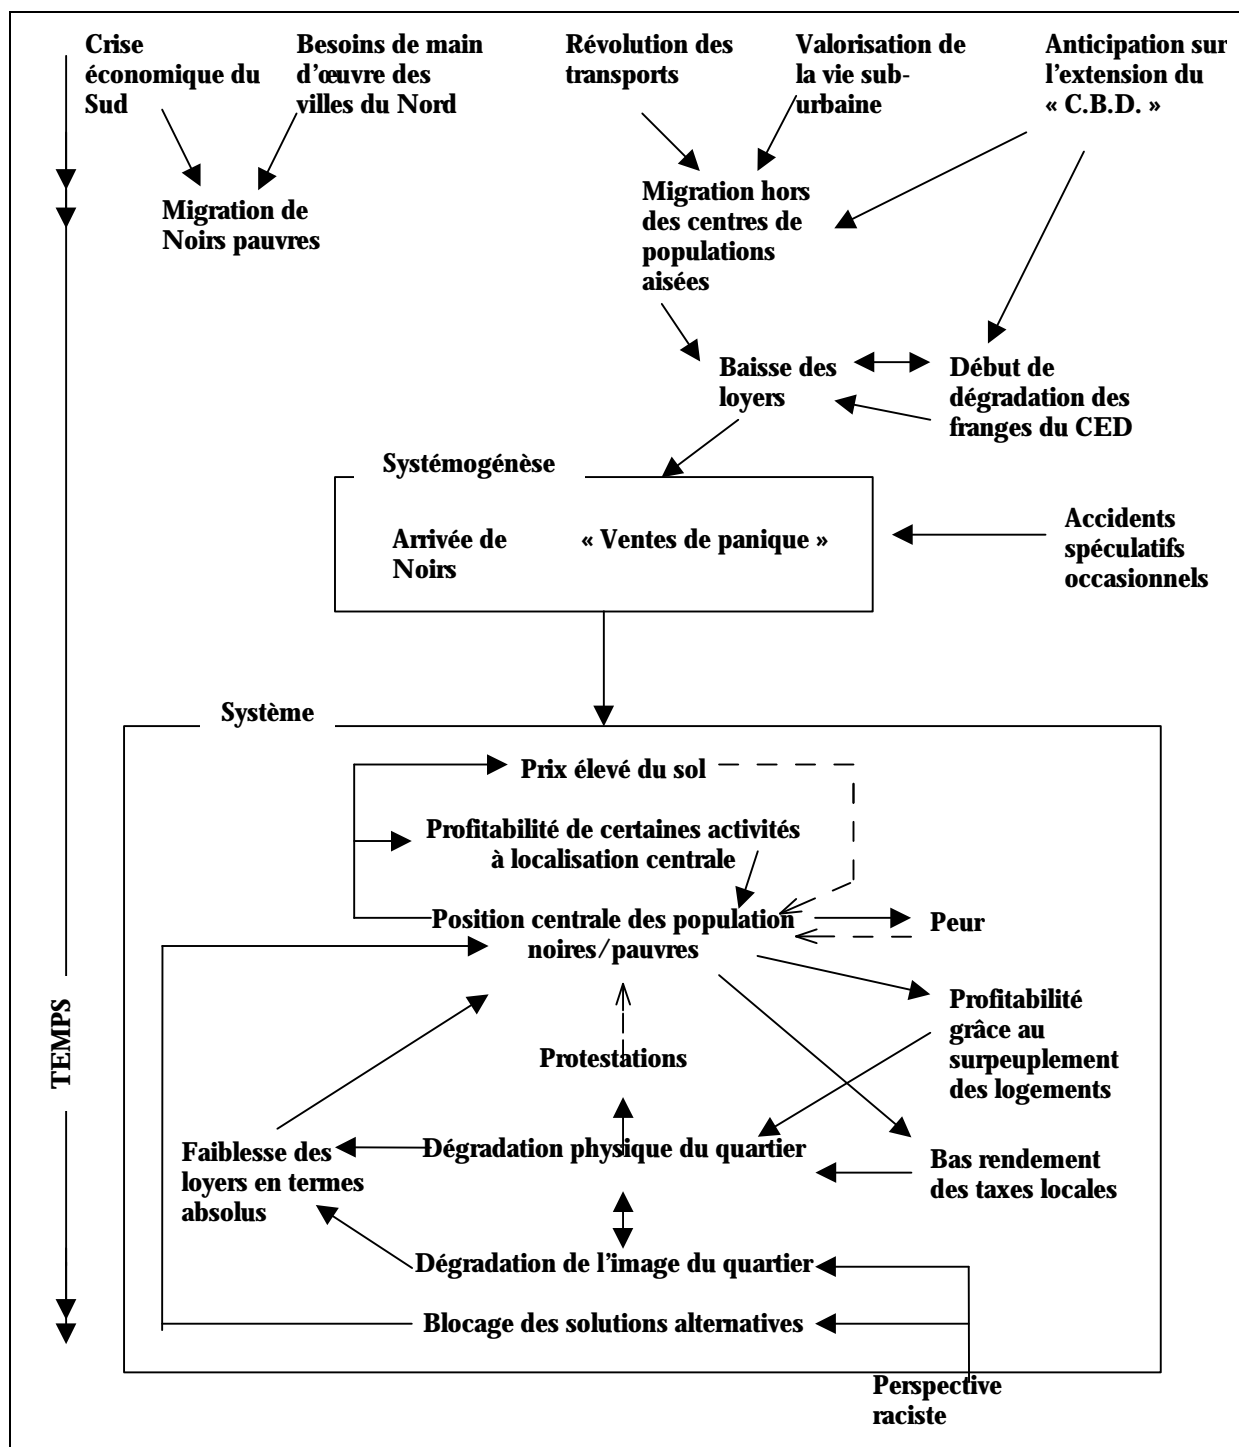 Crise
économique du
Sud
Besoins de main
d'œuvre des
villes du Nord
Révolution des
transports
Valorisation de
la vie sub-
urbaine
Anticipation sur
l'extension du
« C.B.D. »
Migration de
Noirs pauvres
Migration hors
des centres de
populations
aisées
Baisse des
loyers
Début de
dégradation des
franges du CED
Systémogénèse
Arrivée de
Noirs
« Ventes de panique »
Accidents
spéculatifs
occasionnels
Système
Prix élevé du sol
Profitabilité de certaines activités
à localisation centrale
Position centrale des population
noires/pauvres
Peur
Profitabilité
grâce au
surpeuplement
des logements
Protestations
TEMPS
Faiblesse des
loyers en termes
absolus
Dégradation physique du quartier
Bas rendement
des taxes locales
Dégradation de l'image du quartier
Blocage des solutions alternatives
Perspective
raciste